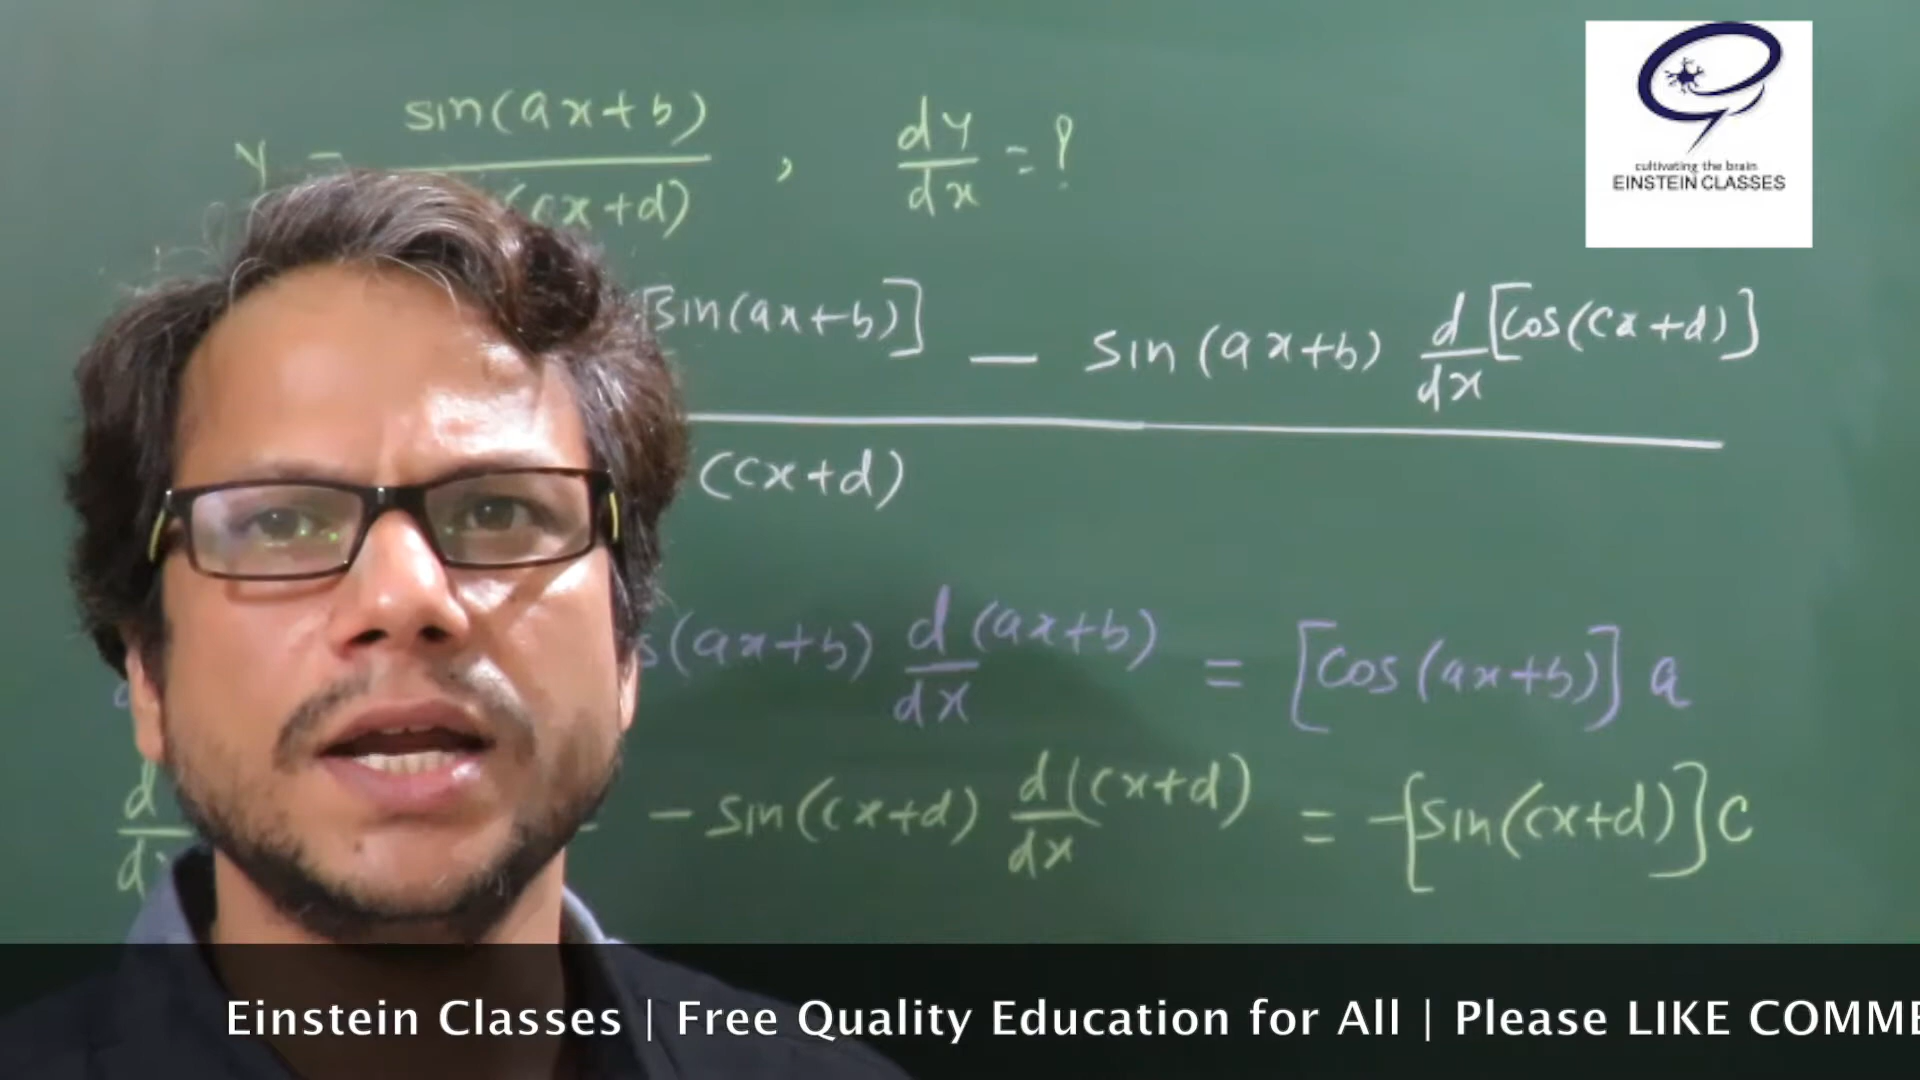 sin(ax+b)
y = , dy/dx = ?
(cx+d)
[sin(ax+b)] — sin(ax+b) d/dx [cos(cx+d)]
(cx+d)
s(ax+b) d/dx (ax+b) = [cos(ax+b)] a
d/dx = - sin(cx+d) d/dx (cx+d) = -[sin(cx+d)] c
cultivating the brain
EINSTEIN CLASSES
Einstein Classes | Free Quality Education for All | Please LIKE COMME